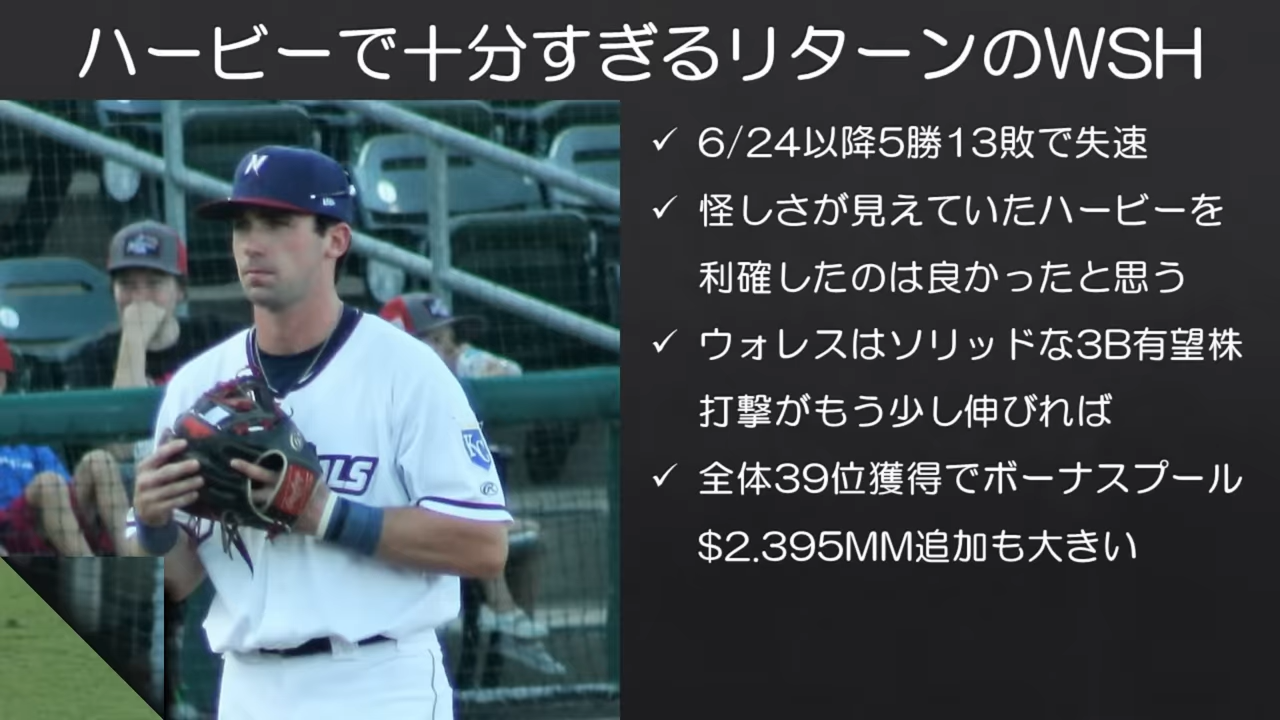 ハービーで十分すぎるリターンのWSH
✓ 6/24以降5勝13敗で失速
✓ 怪しさが見えていたハービーを
利確したのは良かったと思う
✓ ウォレスはソリッドな3B有望株
打撃がもう少し伸びれば
✓ 全体39位獲得でボーナスプール
$2.395MM追加も大きい
N
KC
LS